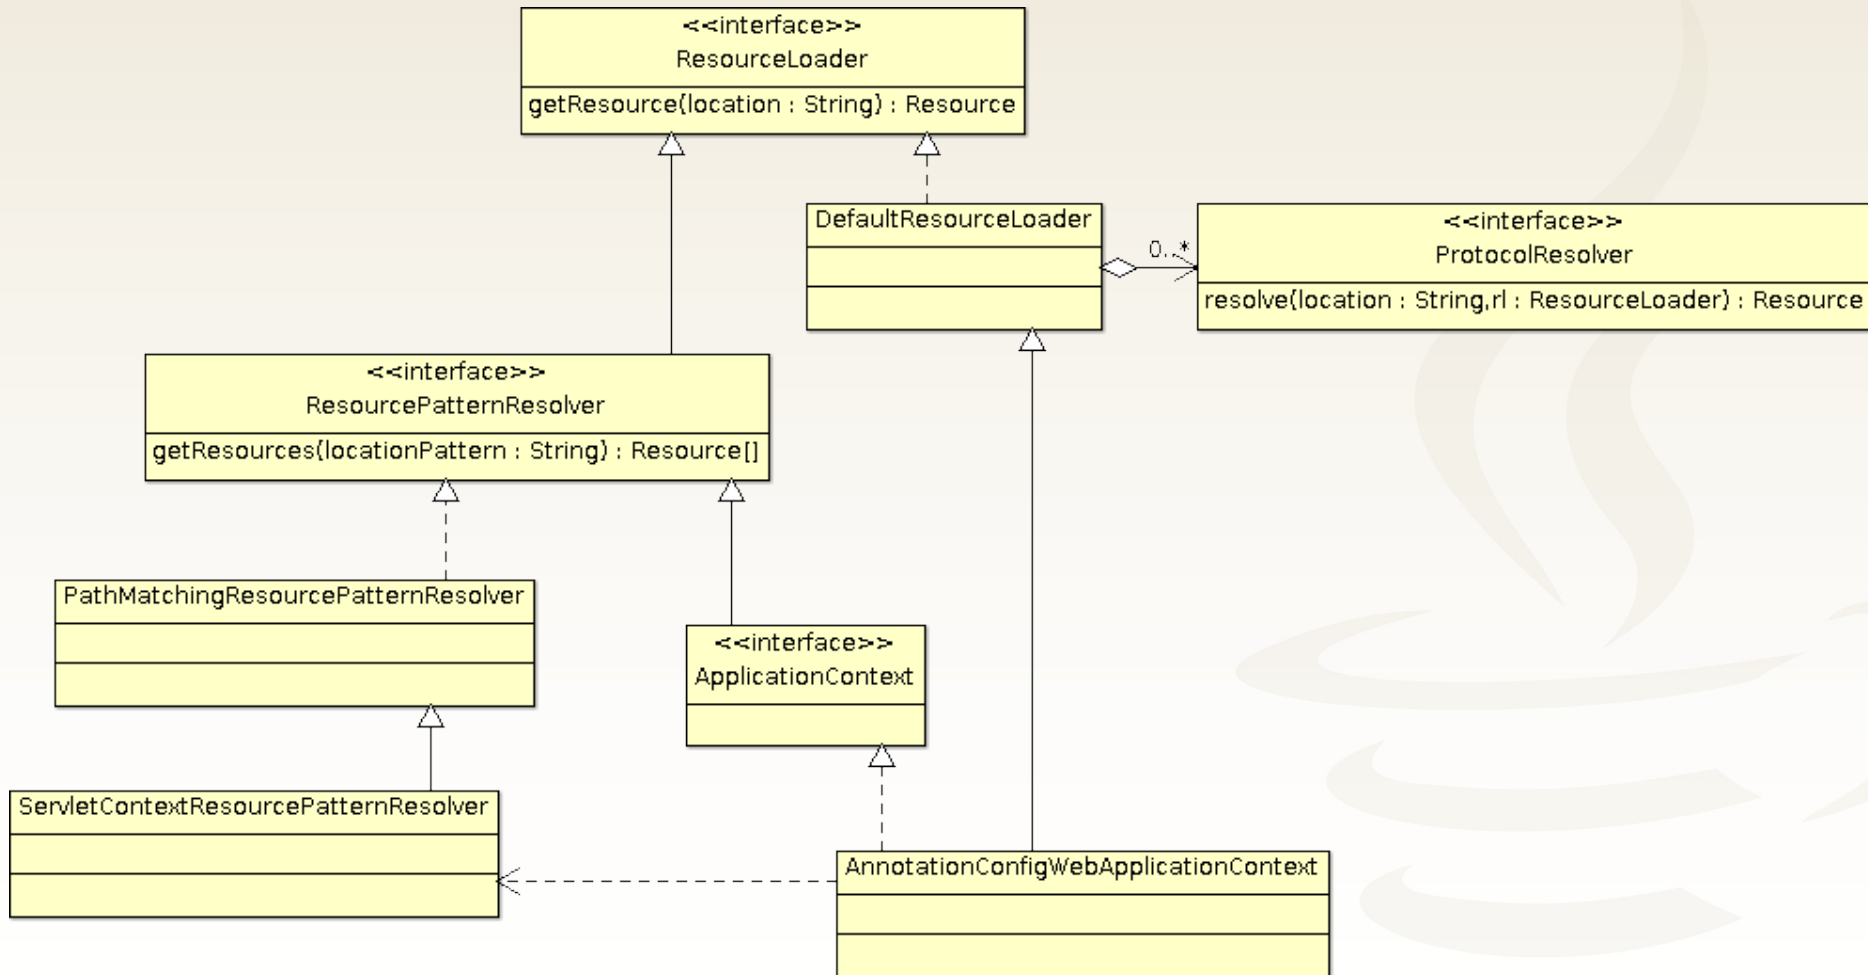 <<interface>>
ResourceLoader
getResource(location : String) : Resource
DefaultResourceLoader
0..*
<<interface>>
ProtocolResolver
resolve(location : String,rl : ResourceLoader) : Resource
<<interface>>
ResourcePatternResolver
getResources(locationPattern : String) : Resource[]
PathMatchingResourcePatternResolver
<<interface>>
ApplicationContext
ServletContextResourcePatternResolver
AnnotationConfigWebApplicationContext